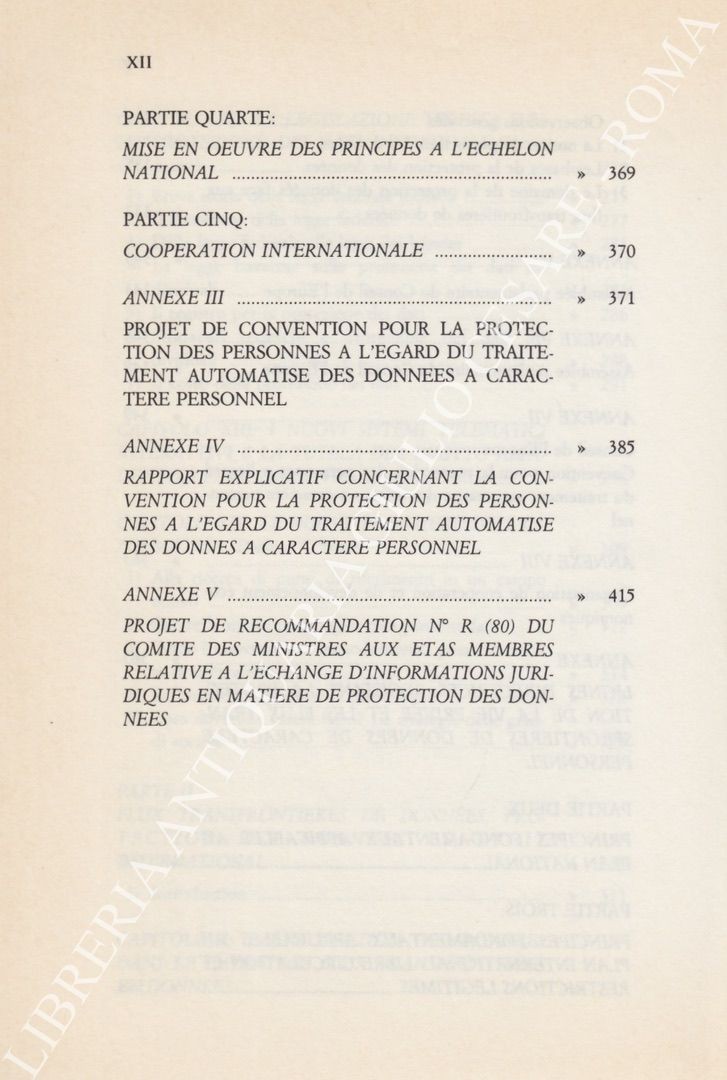 XII
PARTIE QUARTE:
MISE EN OEUVRE DES PRINCIPES A L'ECHELON
NATIONAL ...................................................... » 369
PARTIE CINQ:
COOPERATION INTERNATIONALE ......................... » 370
ANNEXE III ..................................................... » 371
PROJET DE CONVENTION POUR LA PROTEC-
TION DES PERSONNES A L'EGARD DU TRAITE-
MENT AUTOMATISE DES DONNEES A CARAC-
TERE PERSONNEL
ANNEXE IV ..................................................... » 385
RAPPORT EXPLICATIF CONCERNANT LA CON-
VENTION POUR LA PROTECTION DES PERSON-
NES A L'EGARD DU TRAITEMENT AUTOMATISE
DES DONNES A CARACTERE PERSONNEL
ANNEXE V ....................................................... » 415
PROJET DE RECOMMANDATION N° R (80) DU
COMITE DES MINISTRES AUX ETAS MEMBRES
RELATIVE A L'ECHANGE D'INFORMATIONS JURI-
DIQUES EN MATIERE DE PROTECTION DES DON-
NEES
LIBRERIA ANTIQUARIA GIULIO CESARE - ROMA